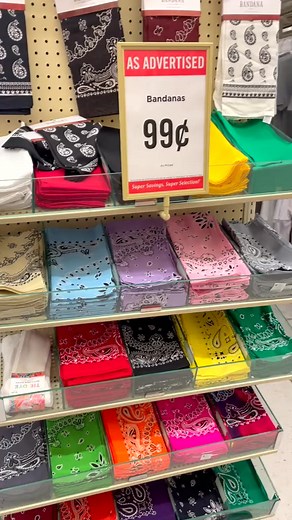 BANDANA
AS ADVERTISED
Bandanas
99¢
Super Savings, Super Selection!